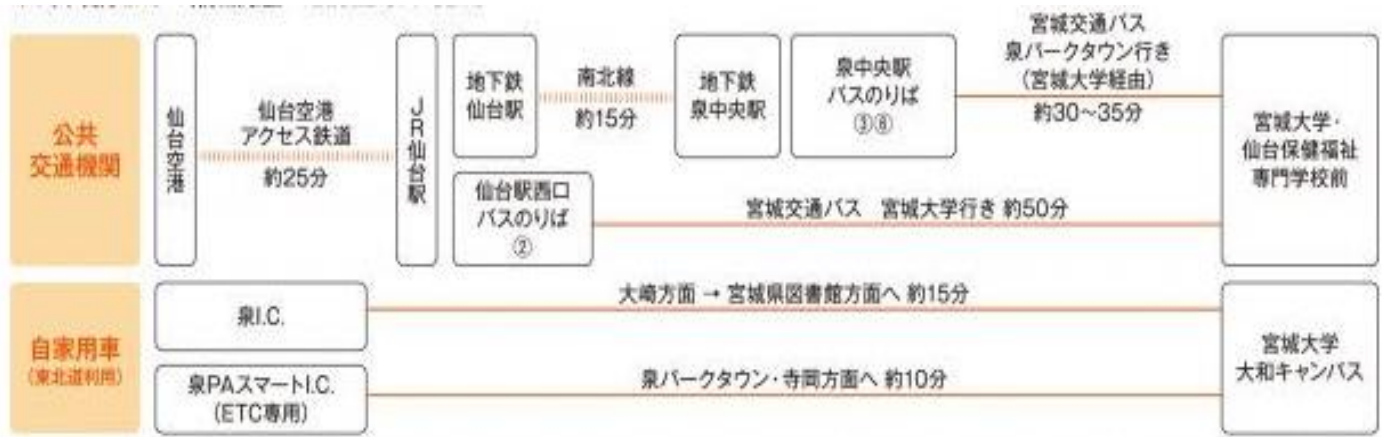 公共
交通機関
仙台空港
仙台空港
アクセス鉄道
約25分
JR仙台駅
地下鉄
仙台駅
南北線
約15分
地下鉄
泉中央駅
泉中央駅
バスのりば
③⑧
宮城交通バス
泉パークタウン行き
(宮城大学経由)
約30～35分
仙台駅西口
バスのりば
②
宮城交通バス 宮城大学行き 約50分
宮城大学・
仙台保健福祉
専門学校前
自家用車
(東北道利用)
泉I.C.
大崎方面 → 宮城県図書館方面へ 約15分
泉PAスマートI.C.
(ETC専用)
泉パークタウン・寺岡方面へ 約10分
宮城大学
大和キャンパス